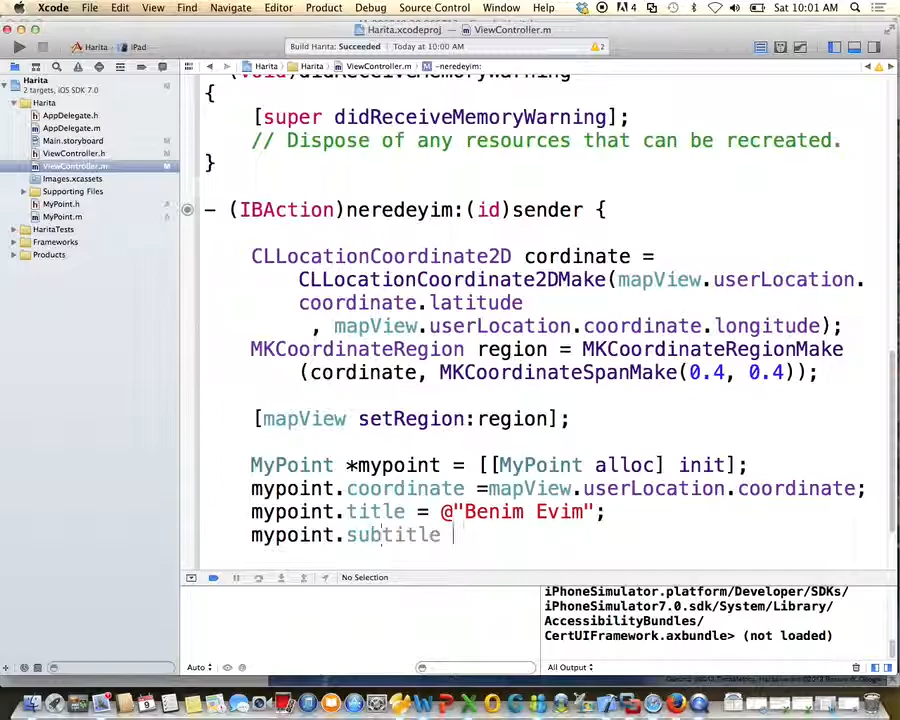 Xcode File Edit View Find Navigate Editor Product Debug Source Control Window Help 4 Sat 10:01 AM
Harita.xcodeproj — ViewController.m
Harita iPad Build Harita: Succeeded Today at 10:00 AM 2
Harita Harita ViewController.m -neredeyim:
Harita
2 targets, iOS SDK 7.0
Harita
AppDelegate.h
AppDelegate.m
Main.storyboard M
ViewController.h M
ViewController.m M
Images.xcassets
Supporting Files
MyPoint.h A
MyPoint.m A
HaritaTests
Frameworks
Products
- (void)didReceiveMemoryWarning
{
[super didReceiveMemoryWarning];
// Dispose of any resources that can be recreated.
}
- (IBAction)neredeyim:(id)sender {
CLLocationCoordinate2D cordinate =
CLLocationCoordinate2DMake(mapView.userLocation.
coordinate.latitude
, mapView.userLocation.coordinate.longitude);
MKCoordinateRegion region = MKCoordinateRegionMake
(cordinate, MKCoordinateSpanMake(0.4, 0.4));
[mapView setRegion:region];
MyPoint *mypoint = [[MyPoint alloc] init];
mypoint.coordinate =mapView.userLocation.coordinate;
mypoint.title = @"Benim Evim";
mypoint.subtitle
No Selection
iPhoneSimulator.platform/Developer/SDKs/
iPhoneSimulator7.0.sdk/System/Library/
AccessibilityBundles/
CertUIFramework.axbundle> (not loaded)
Auto All Output